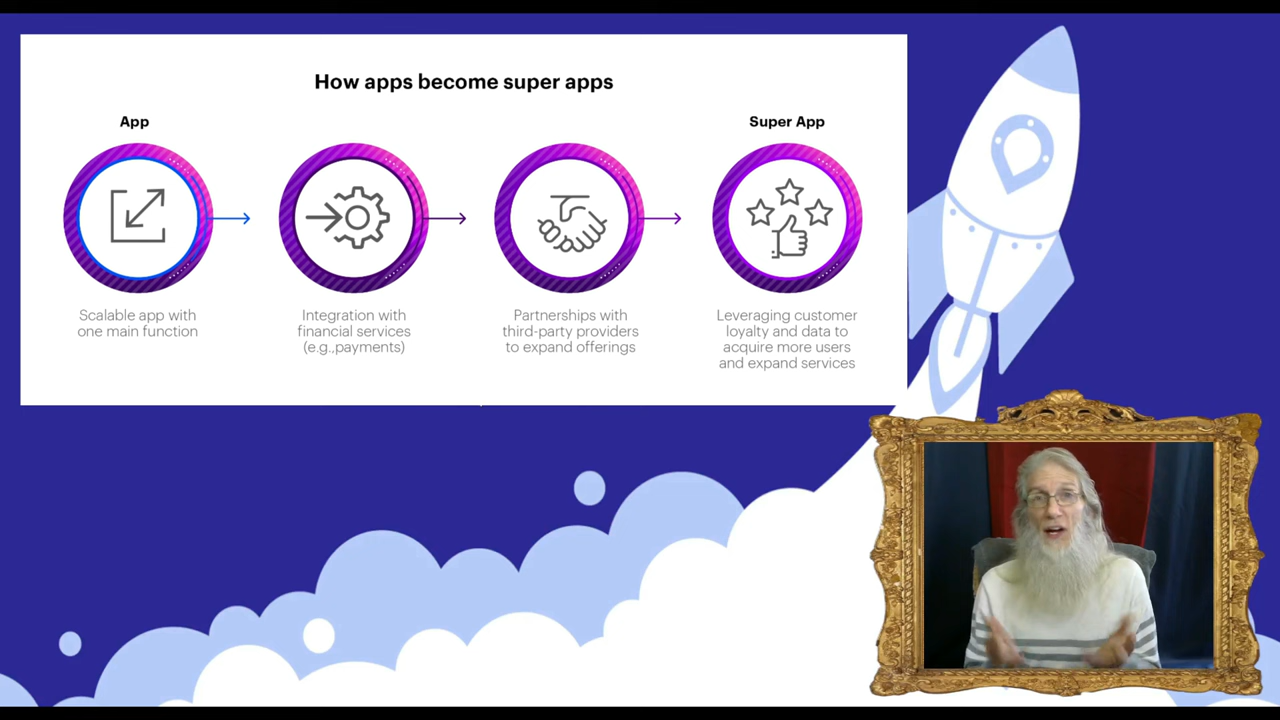 How apps become super apps
App
Super App
Scalable app with
one main function
Integration with
financial services
(e.g.,payments)
Partnerships with
third-party providers
to expand offerings
Leveraging customer
loyalty and data to
acquire more users
and expand services